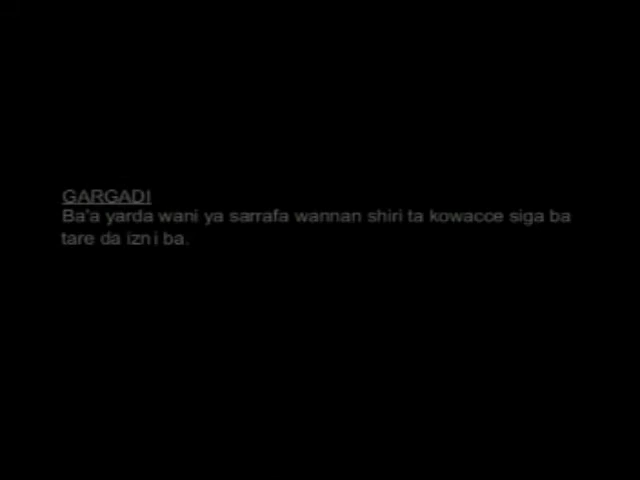 GARGADI
Ba'a yarda wani ya sarrafa wannan shiri ta kowacce siga ba
tare da izni ba.